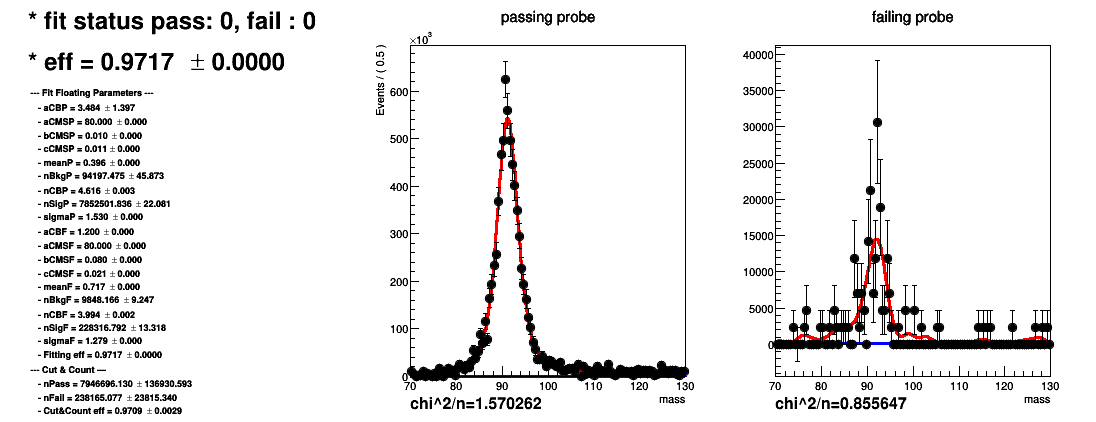 * fit status pass: 0, fail : 0
* eff = 0.9717 ± 0.0000
--- Fit Floating Parameters ---
- aCBP = 3.484 ± 1.397
- aCMSP = 80.000 ± 0.000
- bCMSP = 0.010 ± 0.000
- cCMSP = 0.011 ± 0.000
- meanP = 0.396 ± 0.000
- nBkgP = 94197.475 ± 45.873
- nCBP = 4.616 ± 0.003
- nSigP = 7852501.836 ± 22.081
- sigmaP = 1.530 ± 0.000
- aCBF = 1.200 ± 0.000
- aCMSF = 80.000 ± 0.000
- bCMSF = 0.080 ± 0.000
- cCMSF = 0.021 ± 0.000
- meanF = 0.717 ± 0.000
- nBkgF = 9848.166 ± 9.247
- nCBF = 3.994 ± 0.002
- nSigF = 228316.792 ± 13.318
- sigmaF = 1.279 ± 0.000
- Fitting eff = 0.9717 ± 0.0000
--- Cut & Count ---
- nPass = 7946696.130 ± 136930.593
- nFail = 238165.077 ± 23815.340
- Cut&Count eff = 0.9709 ± 0.0029
passing probe
×10³
Events / ( 0.5 )
600
500
400
300
200
100
0
70 80 90 100 110 120 130
mass
chi^2/n=1.570262
failing probe
40000
35000
30000
25000
20000
15000
10000
5000
0
70 80 90 100 110 120 130
mass
chi^2/n=0.855647